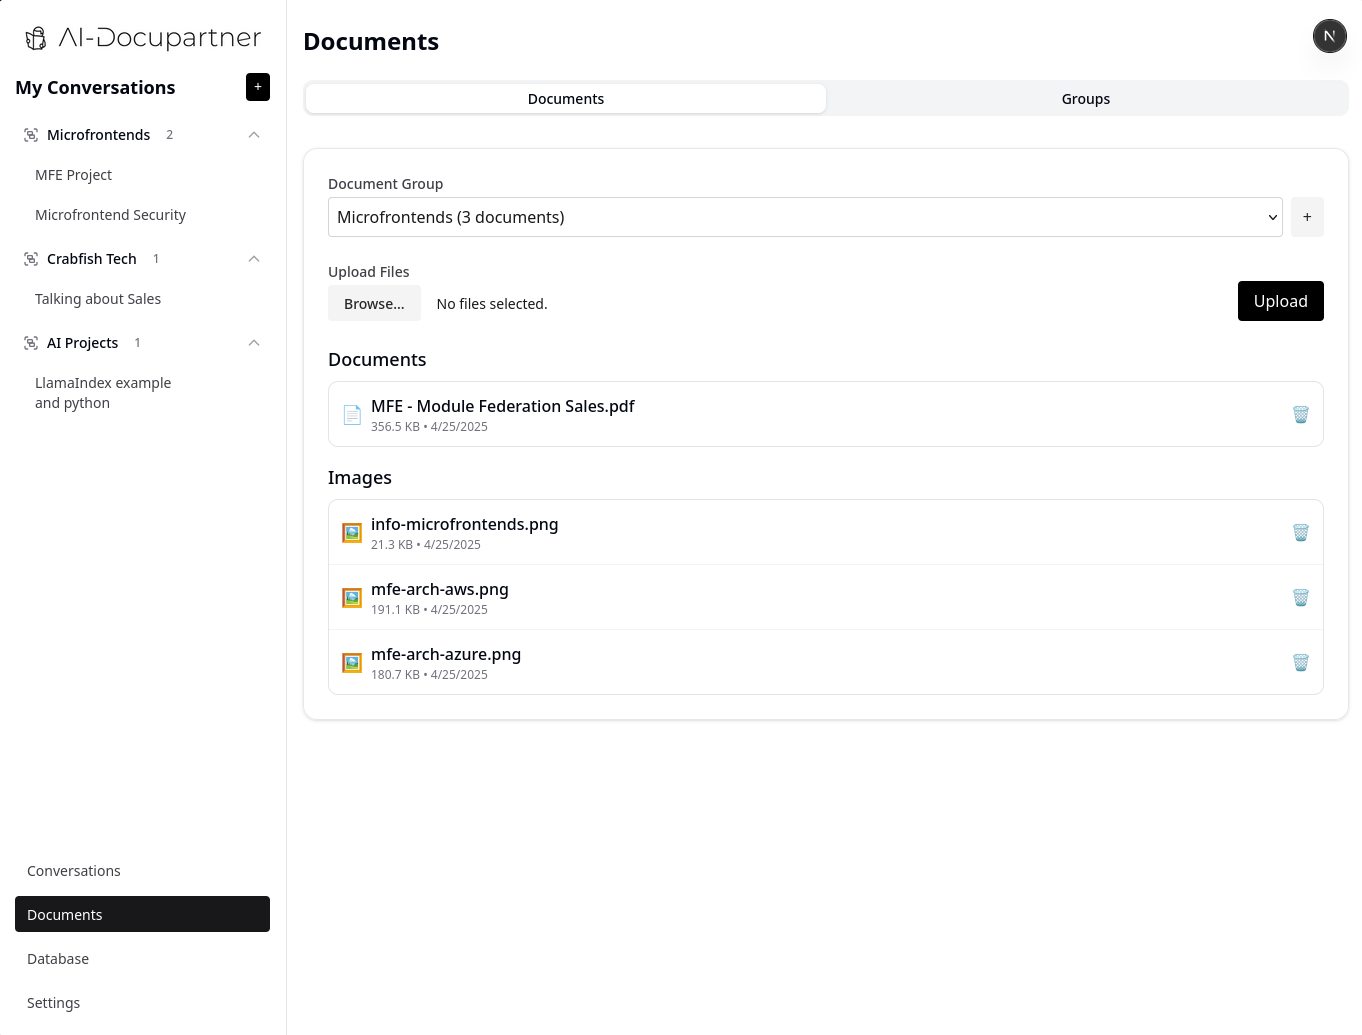 AI-Docupartner
My Conversations
+
Microfrontends 2
MFE Project
Microfrontend Security
Crabfish Tech 1
Talking about Sales
AI Projects 1
LlamaIndex example
and python
Conversations
Documents
Database
Settings
Documents
N
Documents Groups
Document Group
Microfrontends (3 documents)
+
Upload Files
Browse... No files selected.
Upload
Documents
MFE - Module Federation Sales.pdf
356.5 KB • 4/25/2025
Images
info-microfrontends.png
21.3 KB • 4/25/2025
mfe-arch-aws.png
191.1 KB • 4/25/2025
mfe-arch-azure.png
180.7 KB • 4/25/2025